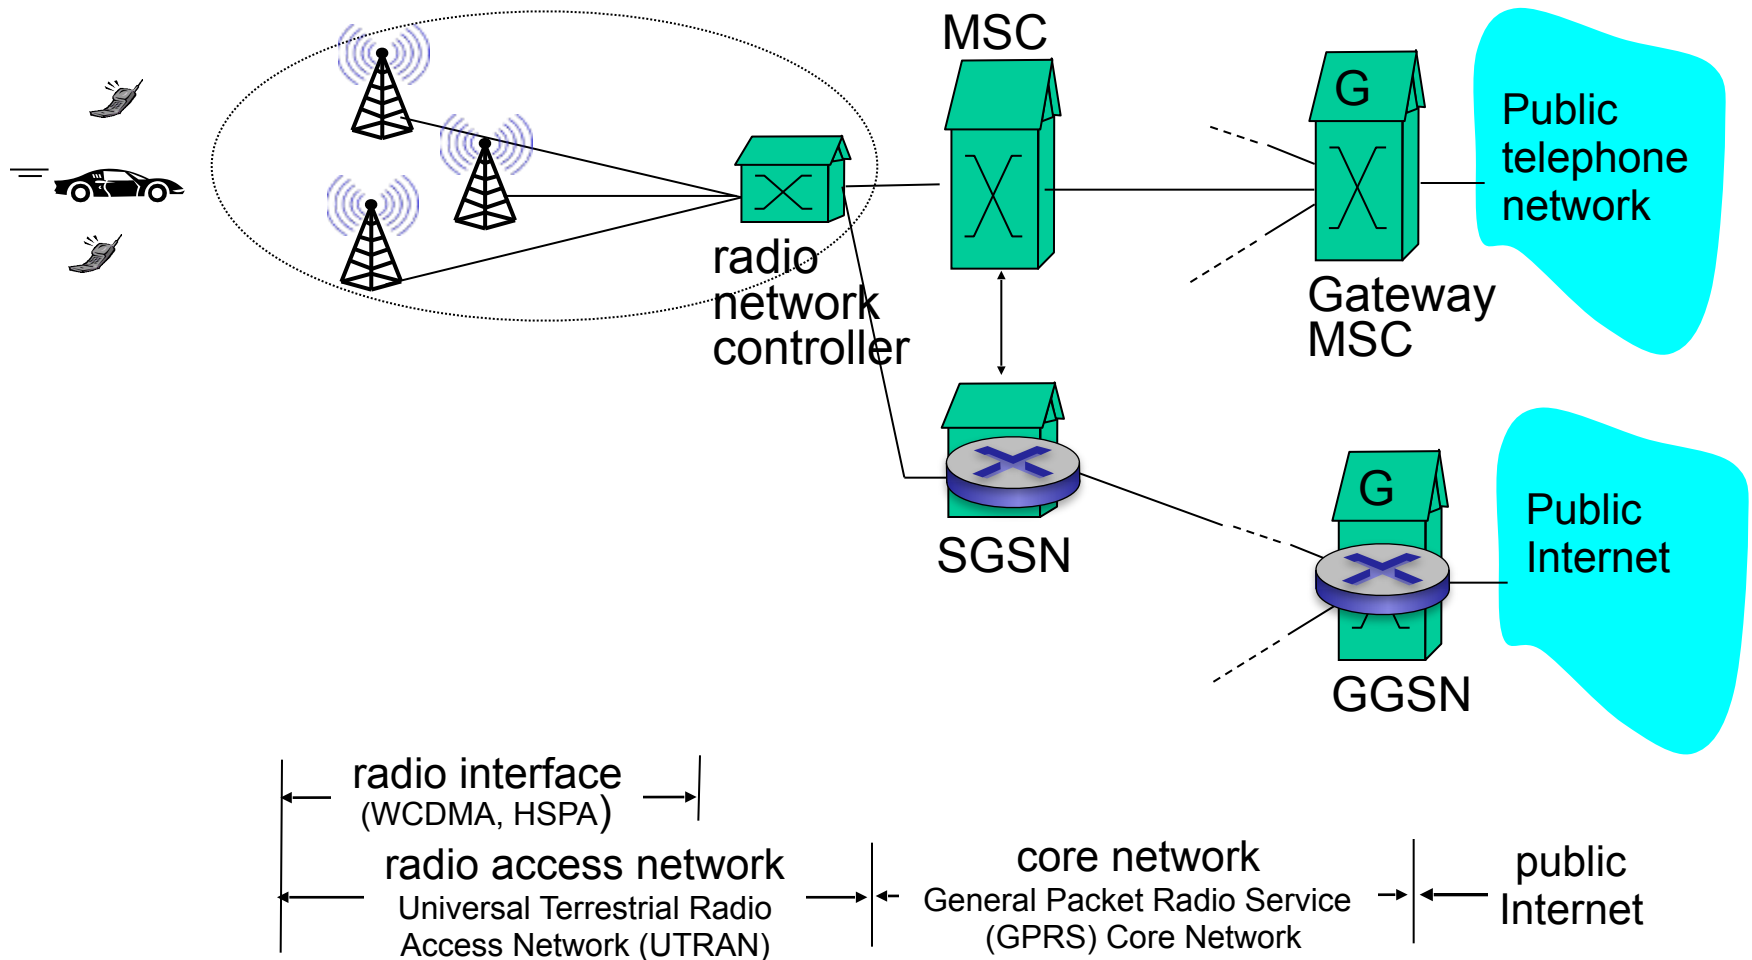 MSC
G
Public
telephone
network
radio
network
controller
Gateway
MSC
SGSN
G
Public
Internet
GGSN
radio interface
(WCDMA, HSPA)
radio access network
Universal Terrestrial Radio
Access Network (UTRAN)
core network
General Packet Radio Service
(GPRS) Core Network
public
Internet